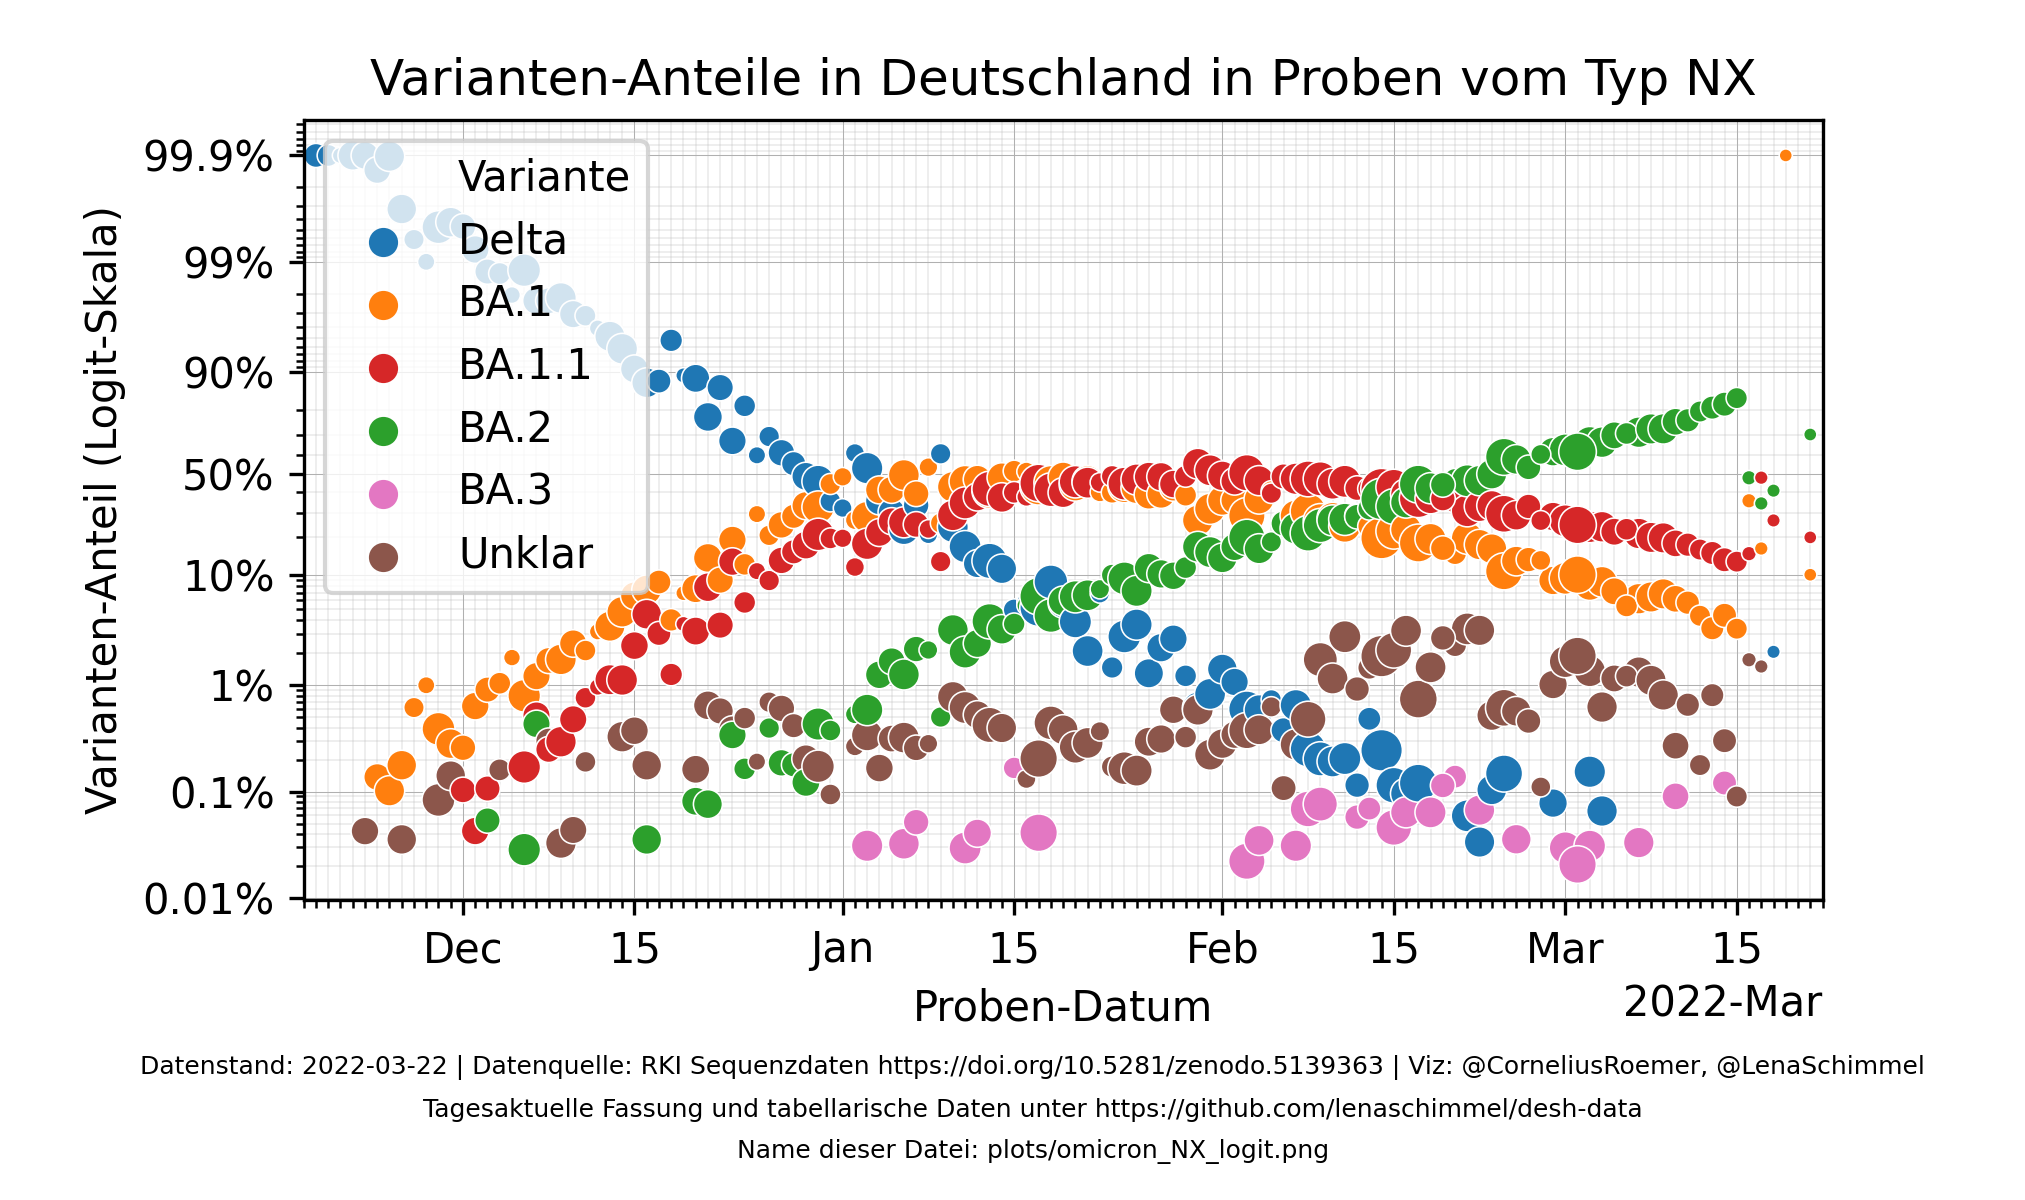 Varianten-Anteile in Deutschland in Proben vom Typ NX
Varianten-Anteil (Logit-Skala)
99.9%
99%
90%
50%
10%
1%
0.1%
0.01%
Variante
Delta
BA.1
BA.1.1
BA.2
BA.3
Unklar
Dec 15 Jan 15 Feb 15 Mar 15
Proben-Datum
2022-Mar
Datenstand: 2022-03-22 | Datenquelle: RKI Sequenzdaten https://doi.org/10.5281/zenodo.5139363 | Viz: @CorneliusRoemer, @LenaSchimmel
Tagesaktuelle Fassung und tabellarische Daten unter https://github.com/lenaschimmel/desh-data
Name dieser Datei: plots/omicron_NX_logit.png